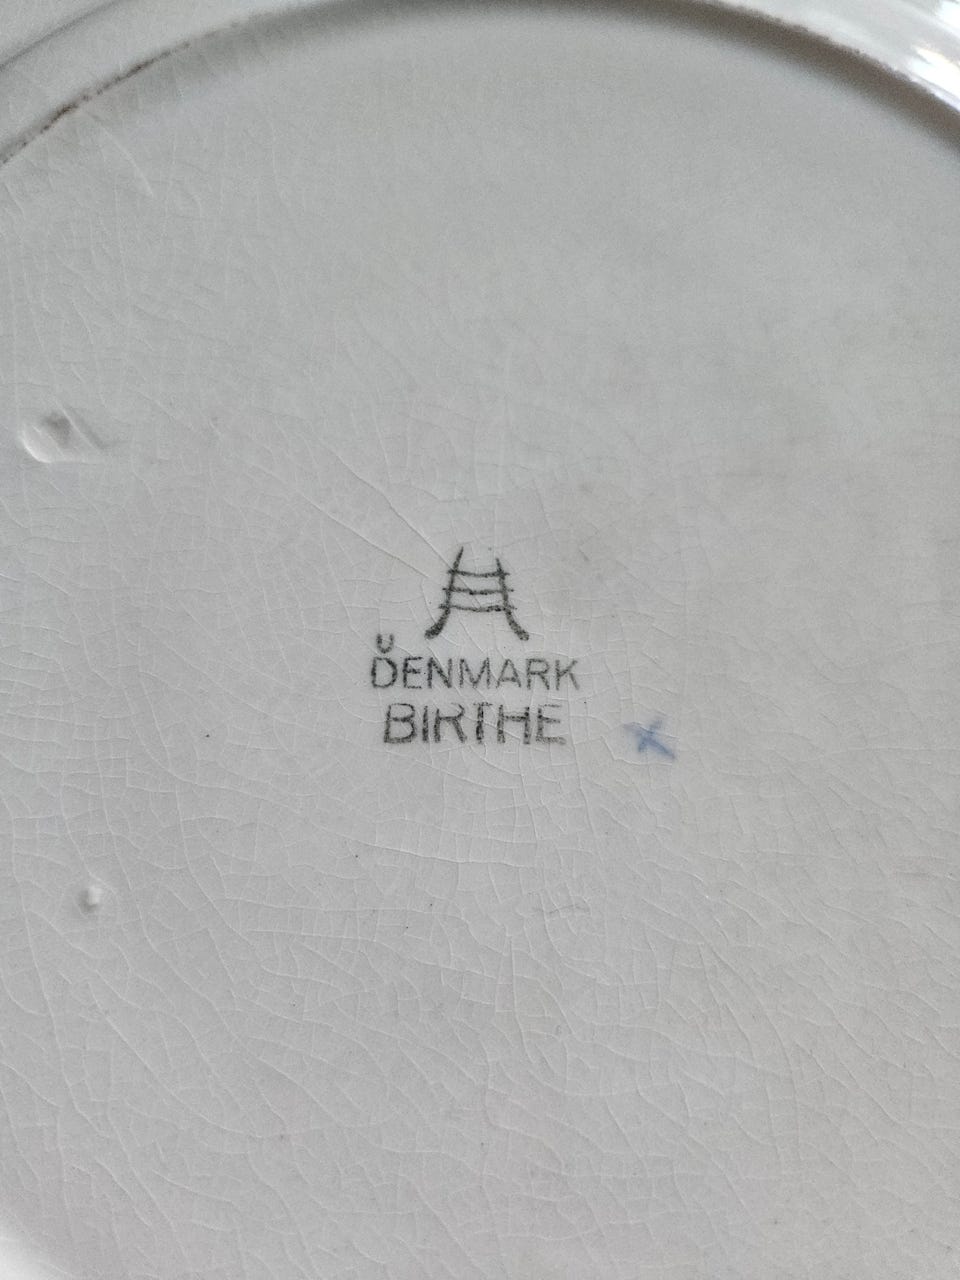 U
DENMARK
BIRTHE
X